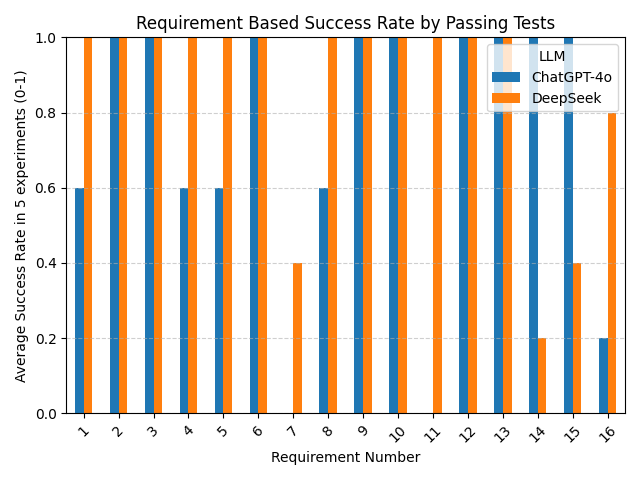 Requirement Based Success Rate by Passing Tests
Average Success Rate in 5 experiments (0-1)
1.0
0.8
0.6
0.4
0.2
0.0
LLM
ChatGPT-4o
DeepSeek
1 2 3 4 5 6 7 8 9 10 11 12 13 14 15 16
Requirement Number